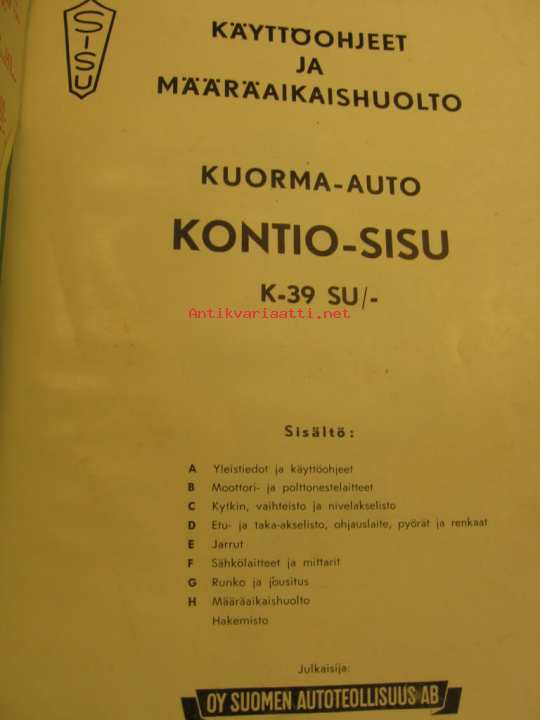 SISU
KÄYTTÖOHJEET
JA
MÄÄRÄAIKAISHUOLTO
KUORMA-AUTO
KONTIO-SISU
K-39 SU/-
Antikvariaatti.net
Sisältö:
A Yleistiedot ja käyttöohjeet
B Moottori- ja polttonestelaitteet
C Kytkin, vaihteisto ja nivelakselisto
D Etu- ja taka-akselisto, ohjauslaite, pyörät ja renkaat
E Jarrut
F Sähkölaitteet ja mittarit
G Runko ja jousitus
H Määräaikaishuolto
Hakemisto
Julkaisija:
OY SUOMEN AUTOTEOLLISUUS AB